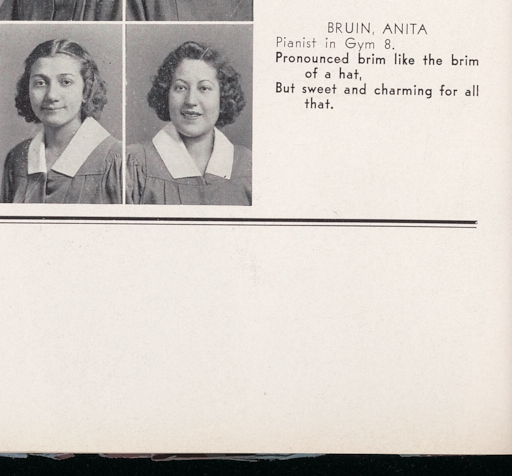 BRUIN, ANITA
Pianist in Gym 8.
Pronounced brim like the brim
of a hat,
But sweet and charming for all
that.